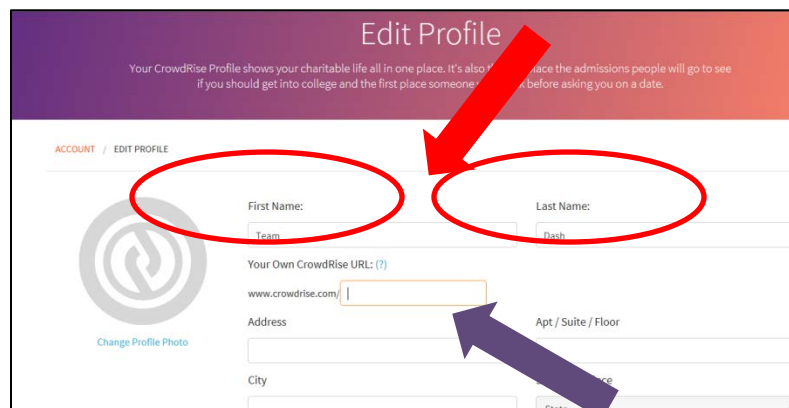 Edit Profile
Your CrowdRise Profile shows your charitable life all in one place. It's also lace the admissions people will go to see
if you should get into college and the first place someone before asking you on a date.
ACCOUNT / EDIT PROFILE
First Name: Last Name:
Team Dash
Your Own CrowdRise URL: (?)
www.crowdrise.com/
Address Apt / Suite / Floor
Change Profile Photo
City
State